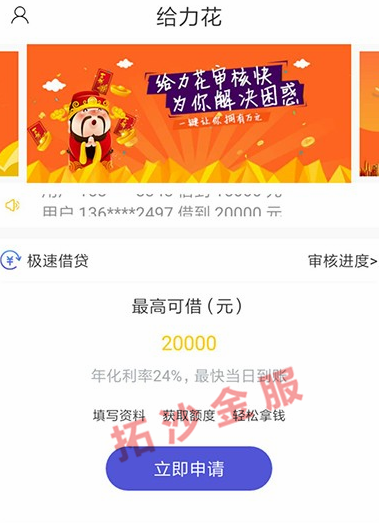 给力花
给力花审核快
为你解决困惑
一键让你拥有万元
用户 136****2497 借到 20000 元
极速借贷
审核进度>
最高可借（元）
20000
年化利率24%，最快当日到账
填写资料 获取额度 轻松拿钱
拓沙金服
立即申请